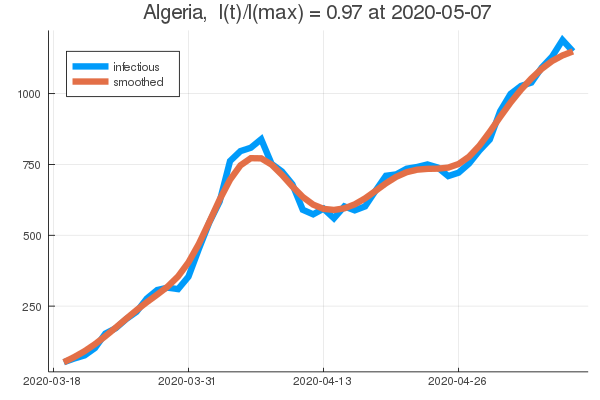 Algeria,  I(t)/I(max) = 0.97 at 2020-05-07
infectious
smoothed
1000
750
500
250
2020-03-18 2020-03-31 2020-04-13 2020-04-26